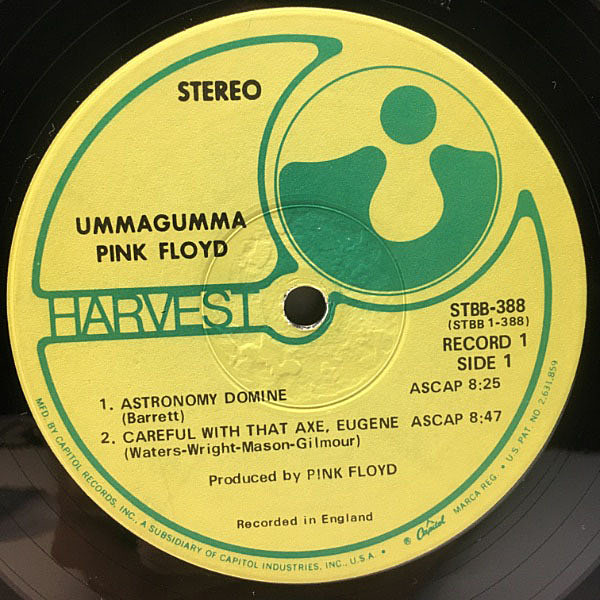 STEREO
UMMAGUMMA
PINK FLOYD
HARVEST
STBB-388
(STBB 1-388)
RECORD 1
SIDE 1
1. ASTRONOMY DOMINE ASCAP 8:25
(Barrett)
2. CAREFUL WITH THAT AXE, EUGENE ASCAP 8:47
(Waters-Wright-Mason-Gilmour)
Produced by PINK FLOYD
Recorded in England
MFD. BY CAPITOL RECORDS, INC., A SUBSIDIARY OF CAPITOL INDUSTRIES, INC., U.S.A. • ® Capitol MARCA REG. • U.S. PAT. NO. 2,631,859